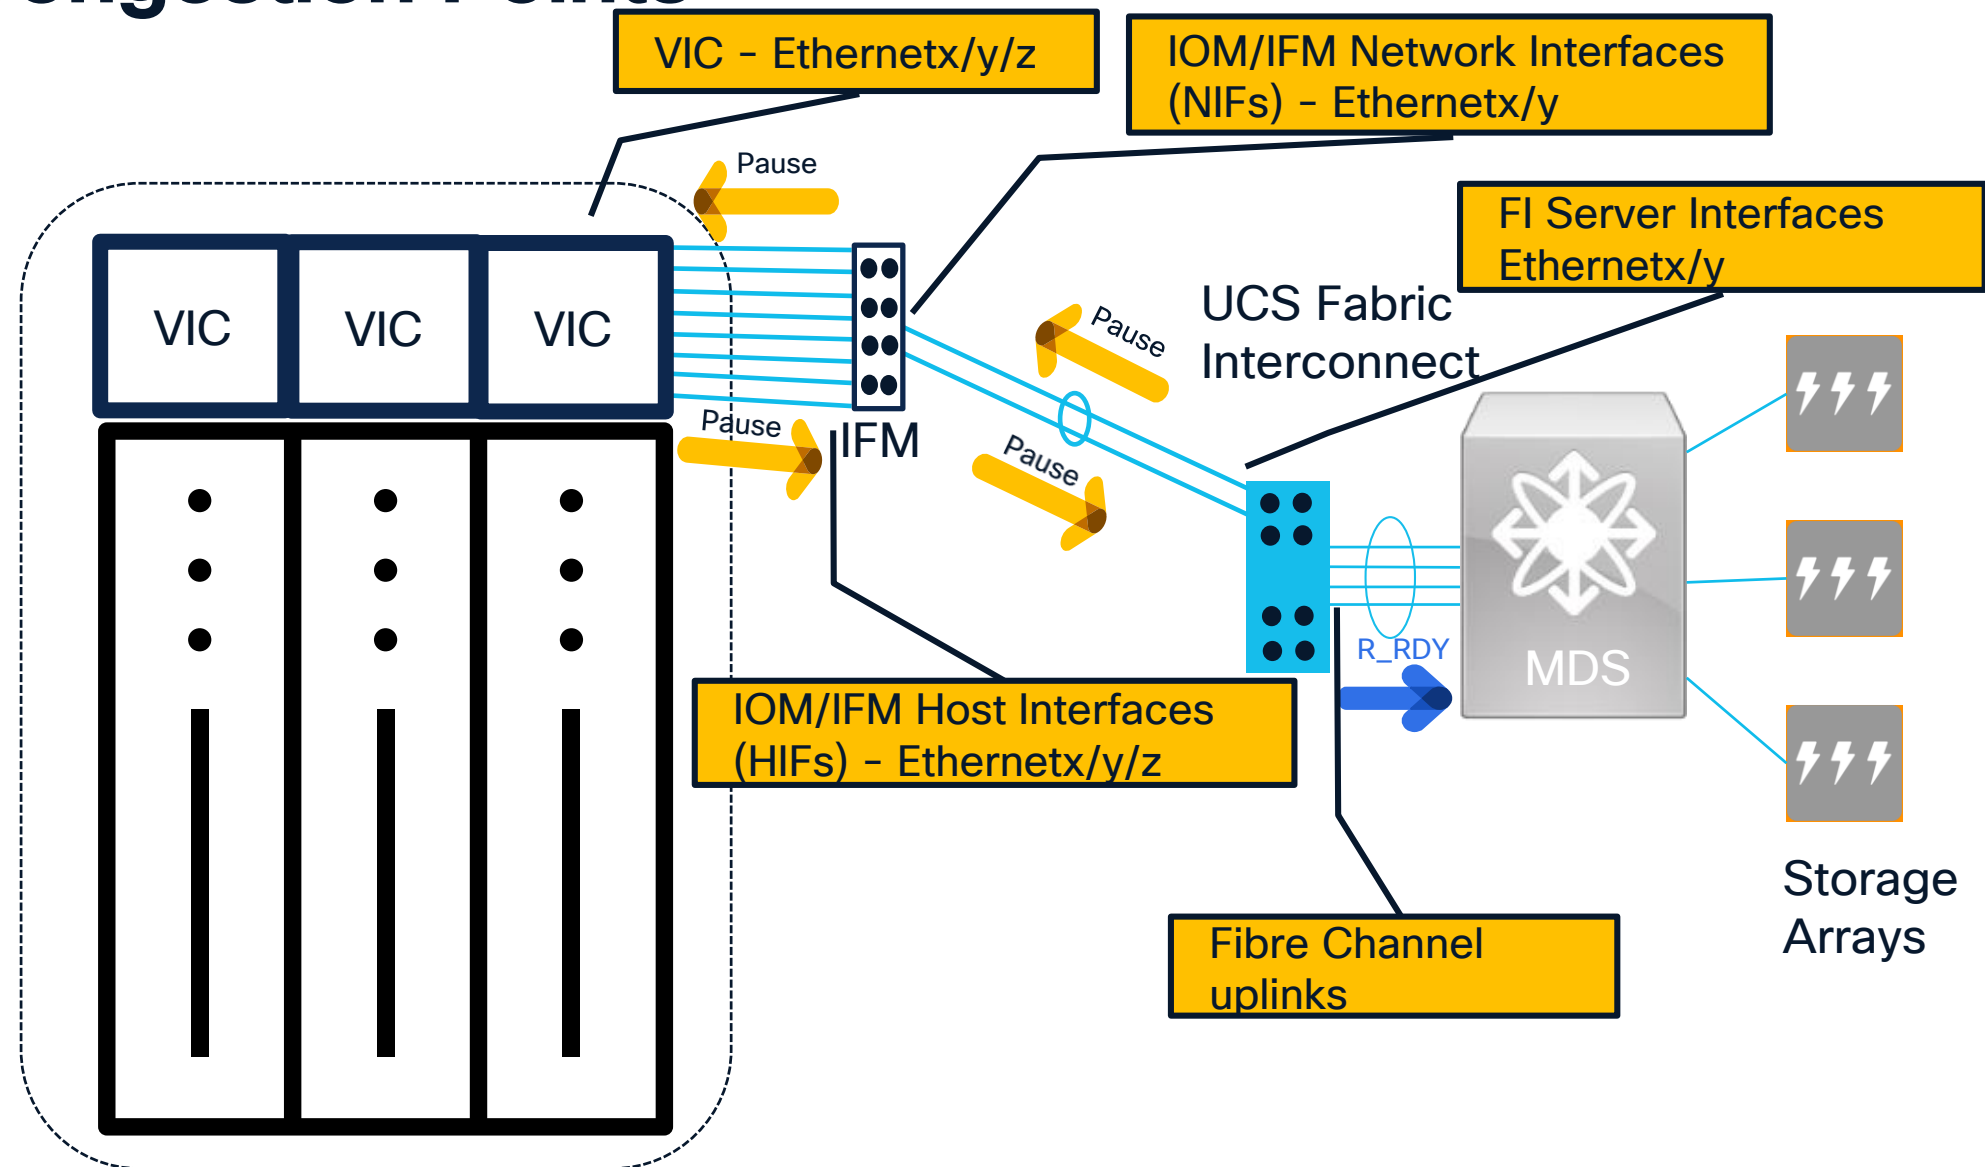 VIC – Ethernetx/y/z
IOM/IFM Network Interfaces
(NIFs) – Ethernetx/y
Pause
FI Server Interfaces
Ethernetx/y
UCS Fabric
Interconnect
Pause
VIC
VIC
VIC
Pause
IFM
Pause
R_RDY
MDS
IOM/IFM Host Interfaces
(HIFs) – Ethernetx/y/z
Storage
Arrays
Fibre Channel
uplinks